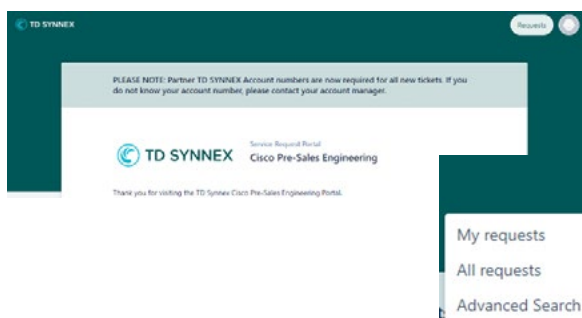 TD SYNNEX
Requests
PLEASE NOTE: Partner TD SYNNEX Account numbers are now required for all new tickets. If you
do not know your account number, please contact your account manager.
Service Request Portal
TD SYNNEX
Cisco Pre-Sales Engineering
Thank you for visiting the TD Synnex Cisco Pre-Sales Engineering Portal.
My requests
All requests
Advanced Search